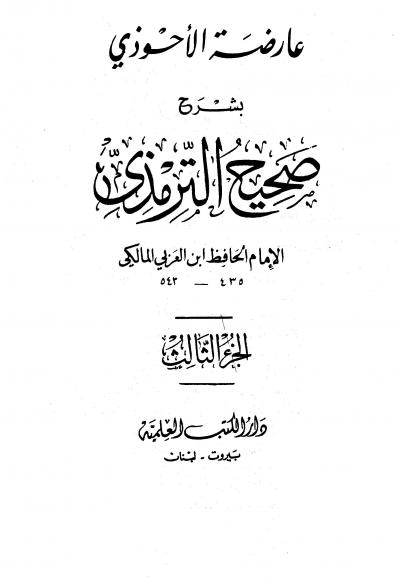 عارضة الأحوذي
بشرح
صحيح الترمذي
الإمام الحافظ ابن العربي المالكي
٤٣٥ — ٥٤٣
الجزء الثالث
دار الكتب العلمية
بيروت - لبنان